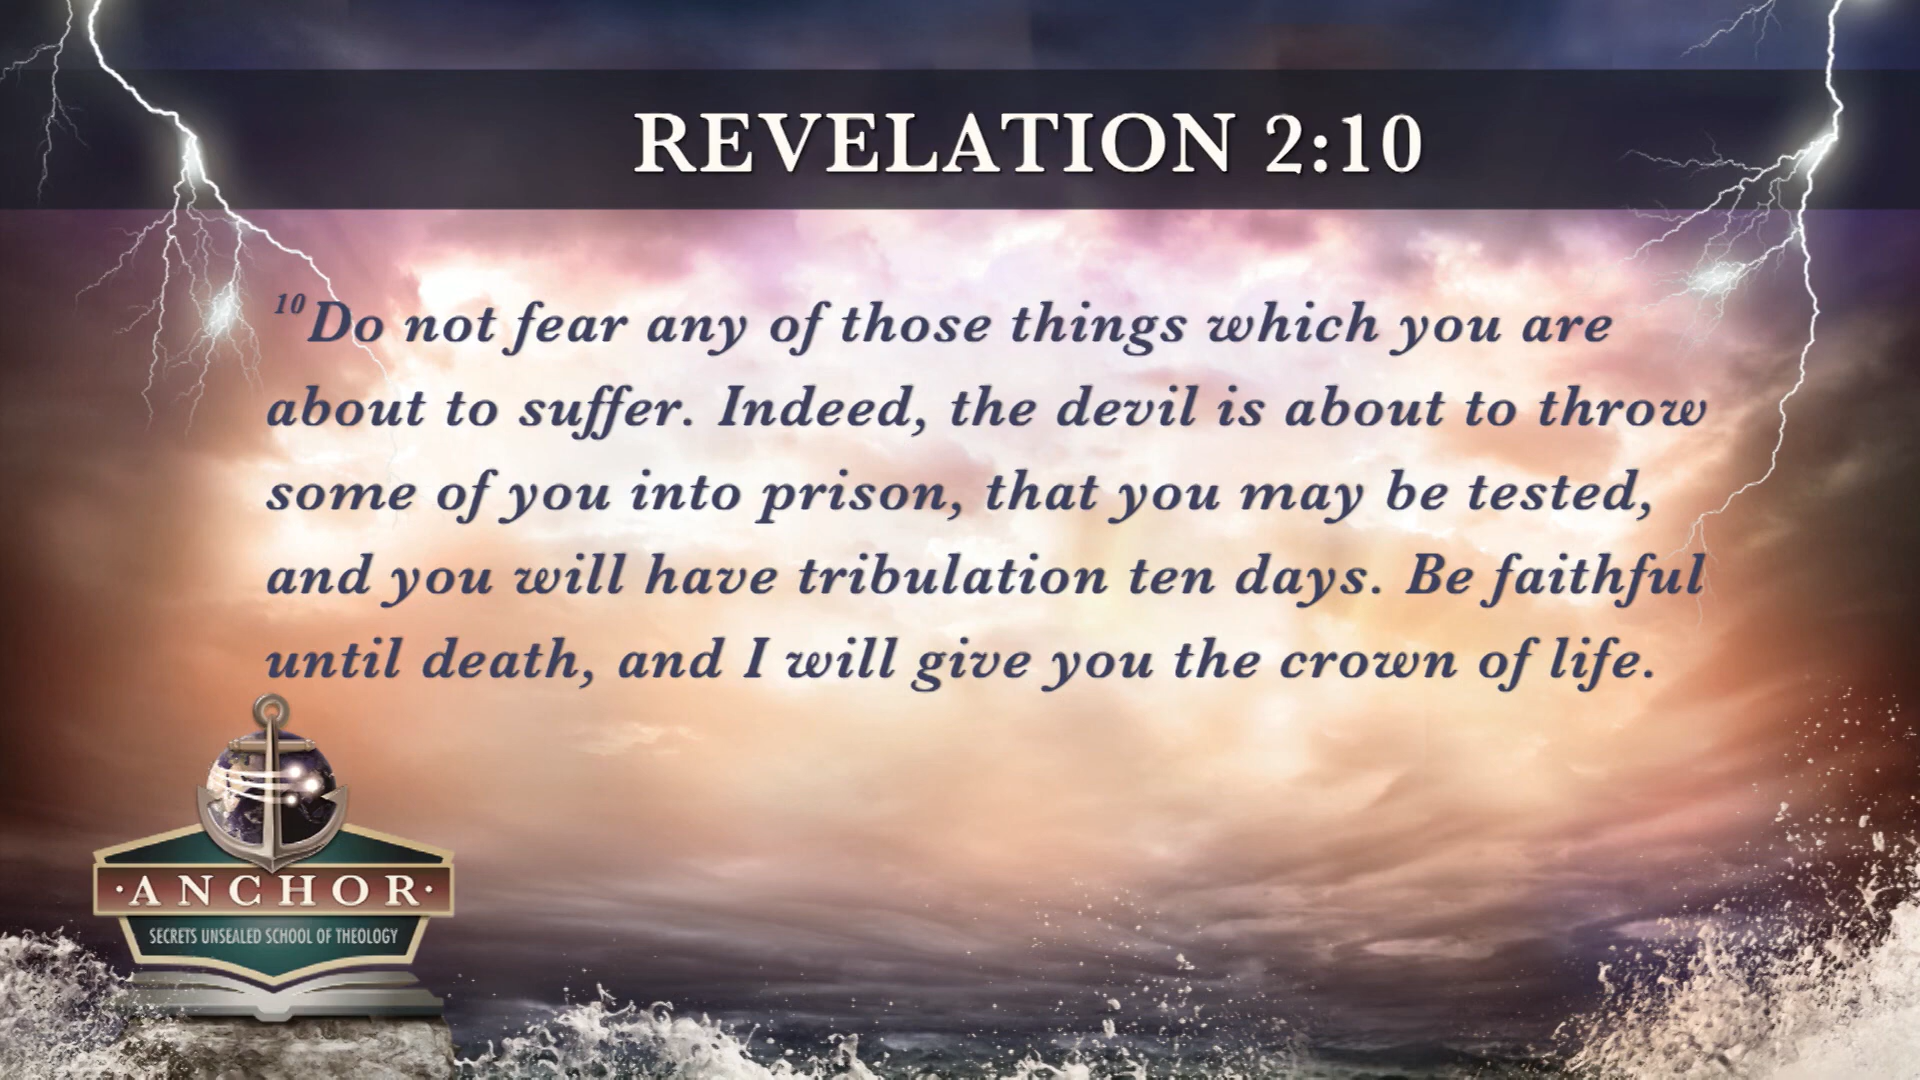 REVELATION 2:10
10 Do not fear any of those things which you are
about to suffer. Indeed, the devil is about to throw
some of you into prison, that you may be tested,
and you will have tribulation ten days. Be faithful
until death, and I will give you the crown of life.
·ANCHOR·
SECRETS UNSEALED SCHOOL OF THEOLOGY